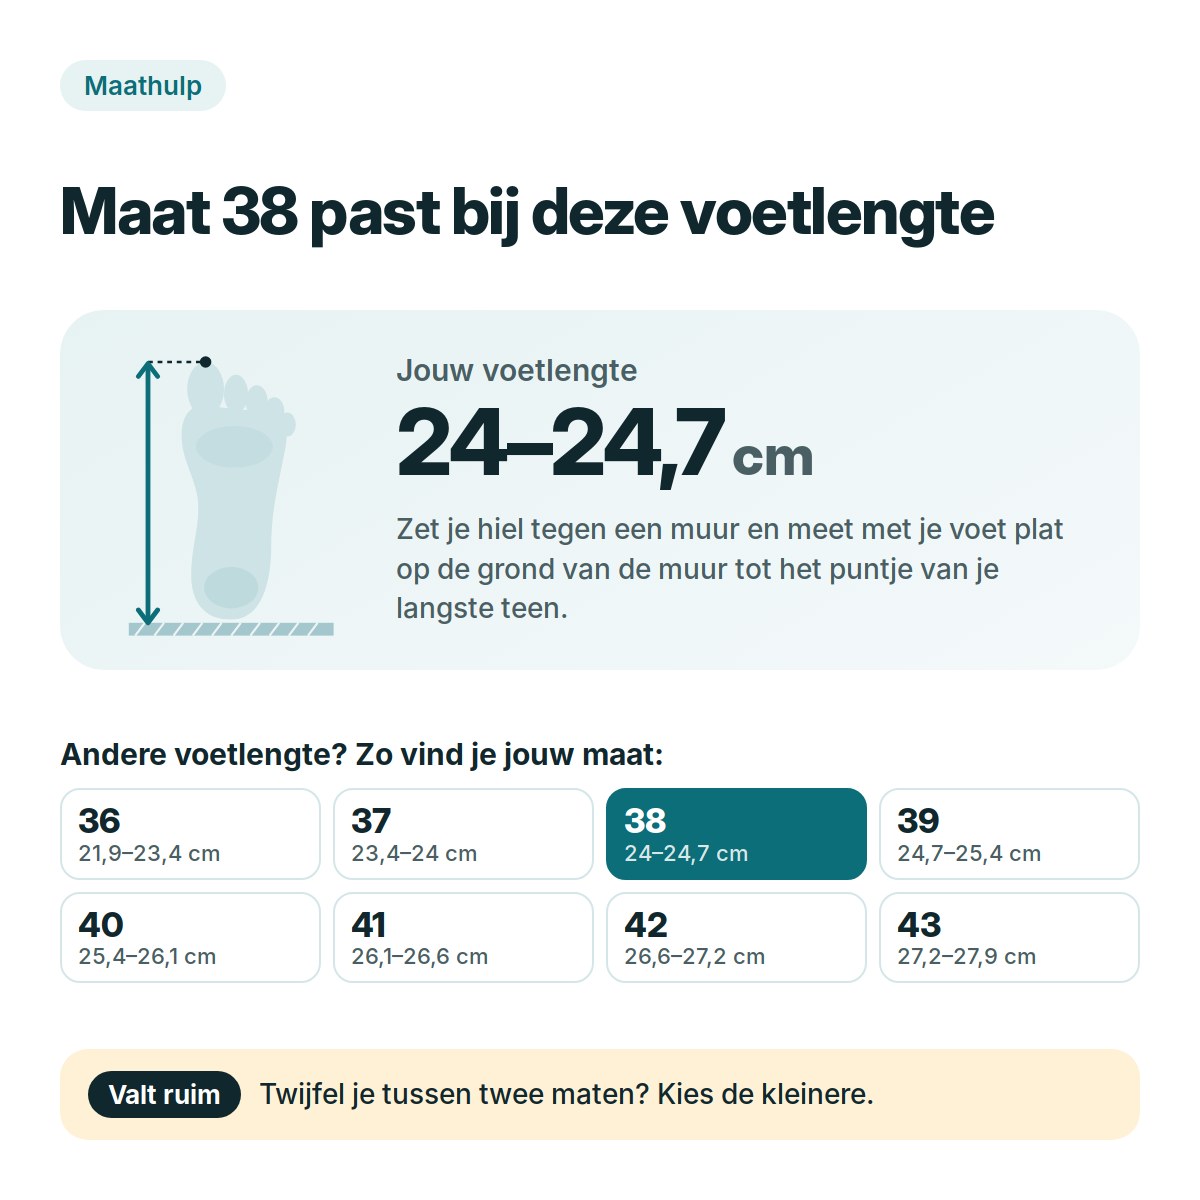 Maathulp
Maat 38 past bij deze voetlengte
Jouw voetlengte
24–24,7 cm
Zet je hiel tegen een muur en meet met je voet plat
op de grond van de muur tot het puntje van je
langste teen.
Andere voetlengte? Zo vind je jouw maat:
36
21,9–23,4 cm
37
23,4–24 cm
38
24–24,7 cm
39
24,7–25,4 cm
40
25,4–26,1 cm
41
26,1–26,6 cm
42
26,6–27,2 cm
43
27,2–27,9 cm
Valt ruim
Twijfel je tussen twee maten? Kies de kleinere.